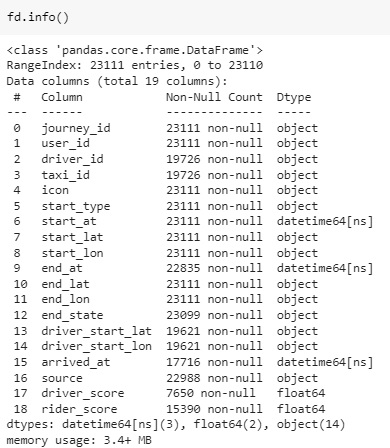 fd.info()
<class 'pandas.core.frame.DataFrame'>
RangeIndex: 23111 entries, 0 to 23110
Data columns (total 19 columns):
 #   Column            Non-Null Count  Dtype
---  ------            --------------  -----
 0   journey_id        23111 non-null  object
 1   user_id           23111 non-null  object
 2   driver_id         19726 non-null  object
 3   taxi_id           19726 non-null  object
 4   icon              23111 non-null  object
 5   start_type        23111 non-null  object
 6   start_at          23111 non-null  datetime64[ns]
 7   start_lat         23111 non-null  object
 8   start_lon         23111 non-null  object
 9   end_at            22835 non-null  datetime64[ns]
 10  end_lat           23111 non-null  object
 11  end_lon           23111 non-null  object
 12  end_state         23099 non-null  object
 13  driver_start_lat  19621 non-null  object
 14  driver_start_lon  19621 non-null  object
 15  arrived_at        17716 non-null  datetime64[ns]
 16  source            22988 non-null  object
 17  driver_score      7650 non-null   float64
 18  rider_score       15390 non-null  float64
dtypes: datetime64[ns](3), float64(2), object(14)
memory usage: 3.4+ MB